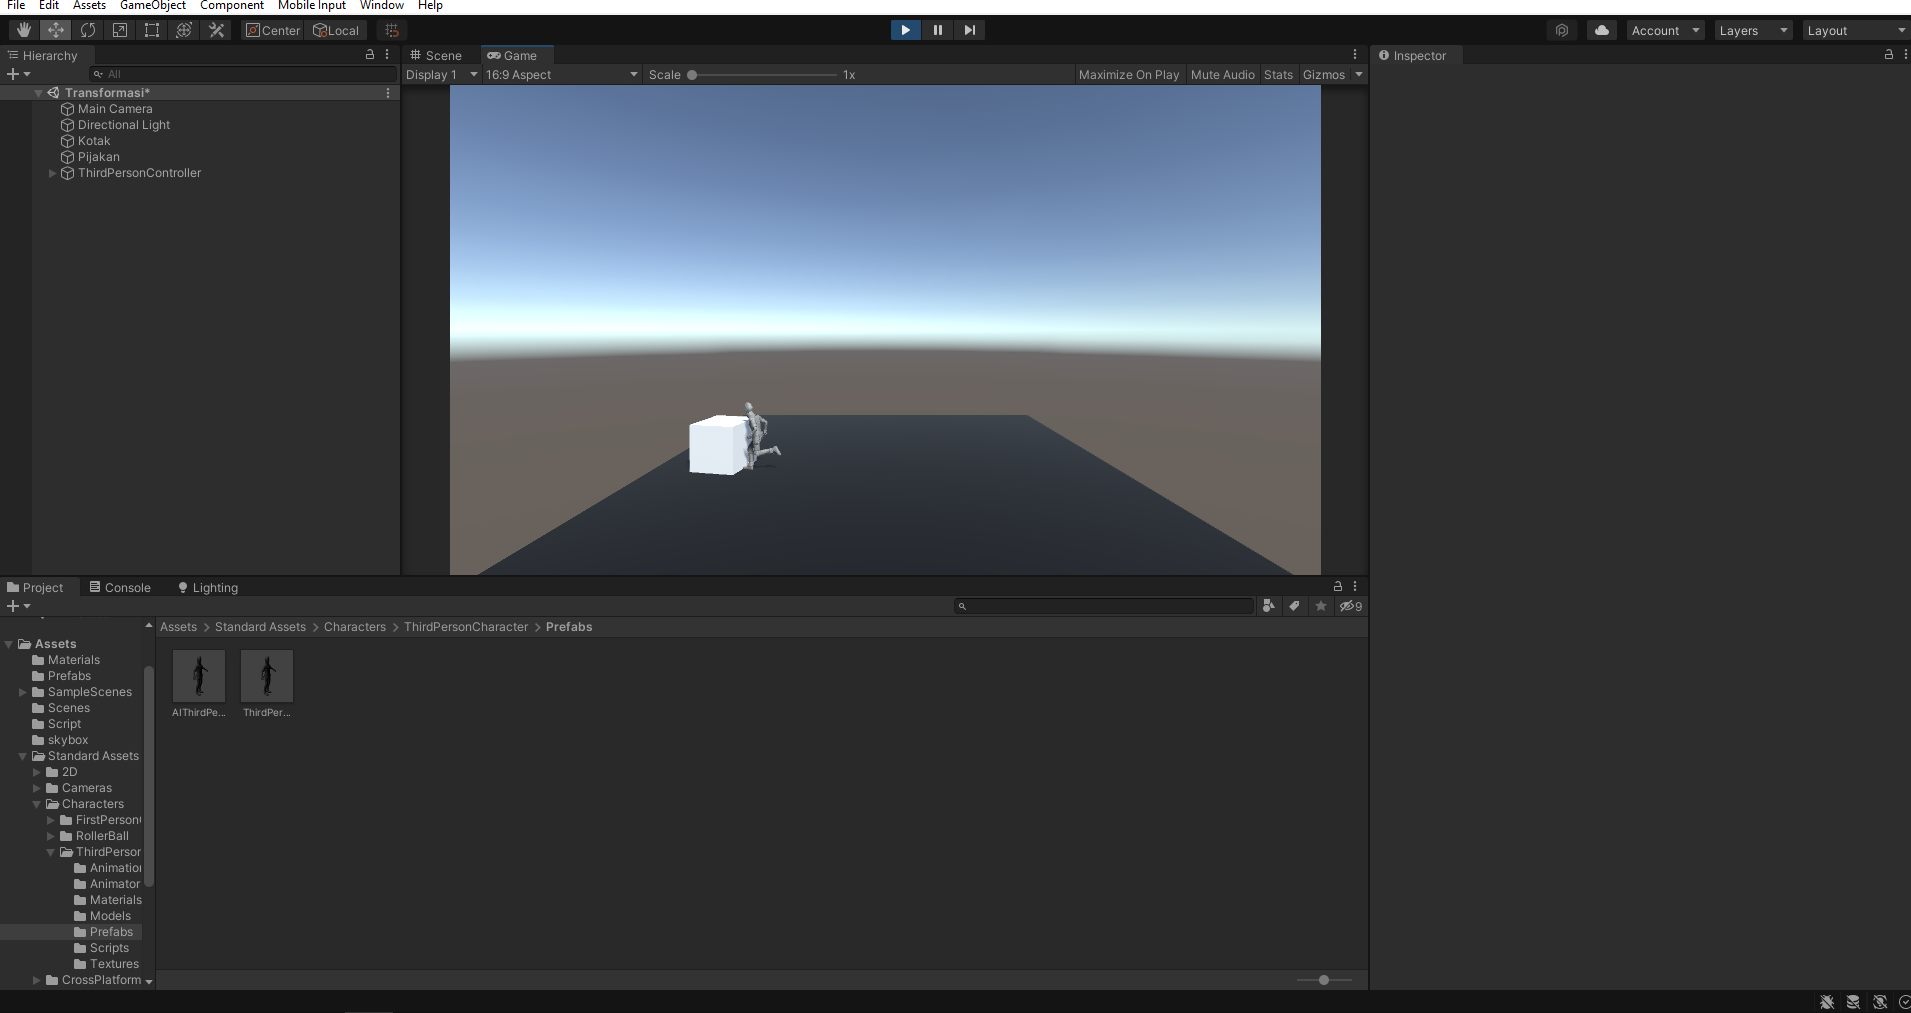 File Edit Assets GameObject Component Mobile Input Window Help
Center Local Account Layers Layout
Hierarchy
All
Transformasi*
Main Camera
Directional Light
Kotak
Pijakan
ThirdPersonController
Scene Game
Display 1 16:9 Aspect Scale 1x Maximize On Play Mute Audio Stats Gizmos
Inspector
Project Console Lighting
9
Assets
Materials
Prefabs
SampleScenes
Scenes
Script
skybox
Standard Assets
2D
Cameras
Characters
FirstPerson
RollerBall
ThirdPerson
Animation
Animator
Materials
Models
Prefabs
Scripts
Textures
CrossPlatform
Assets > Standard Assets > Characters > ThirdPersonCharacter > Prefabs
AIThirdPe... ThirdPer...